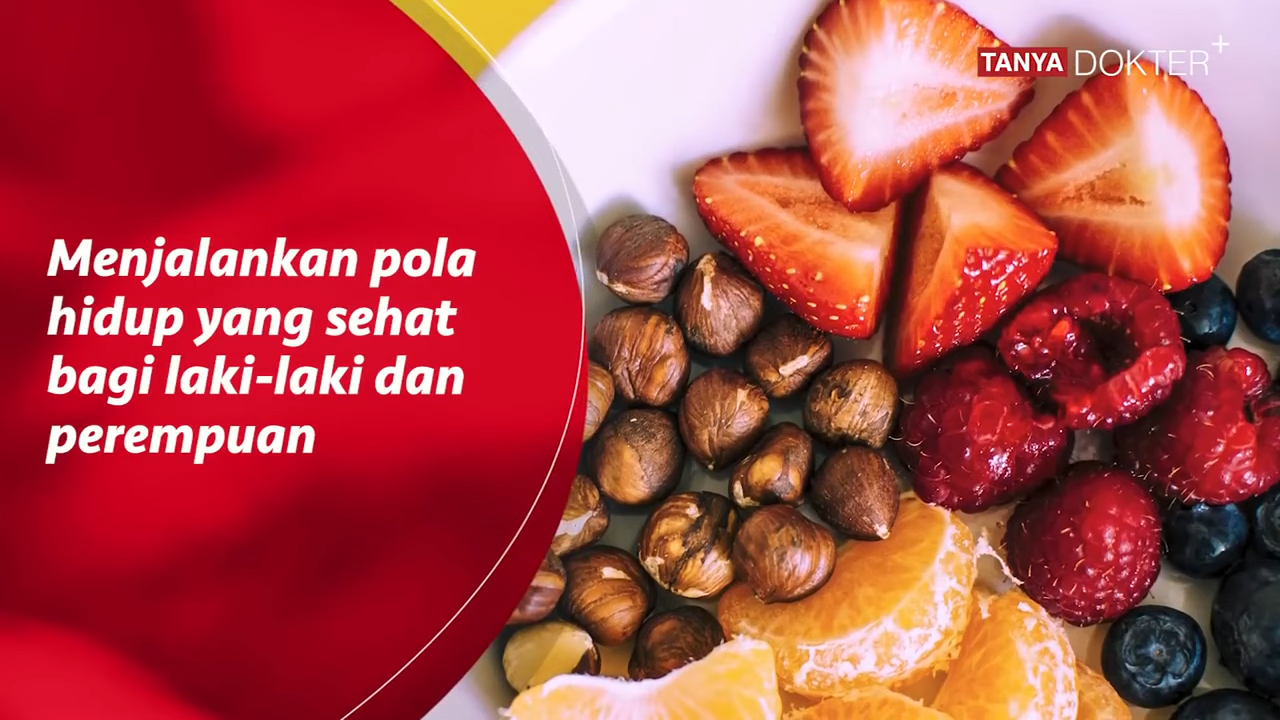 TANYA DOKTER+
Menjalankan pola
hidup yang sehat
bagi laki-laki dan
perempuan